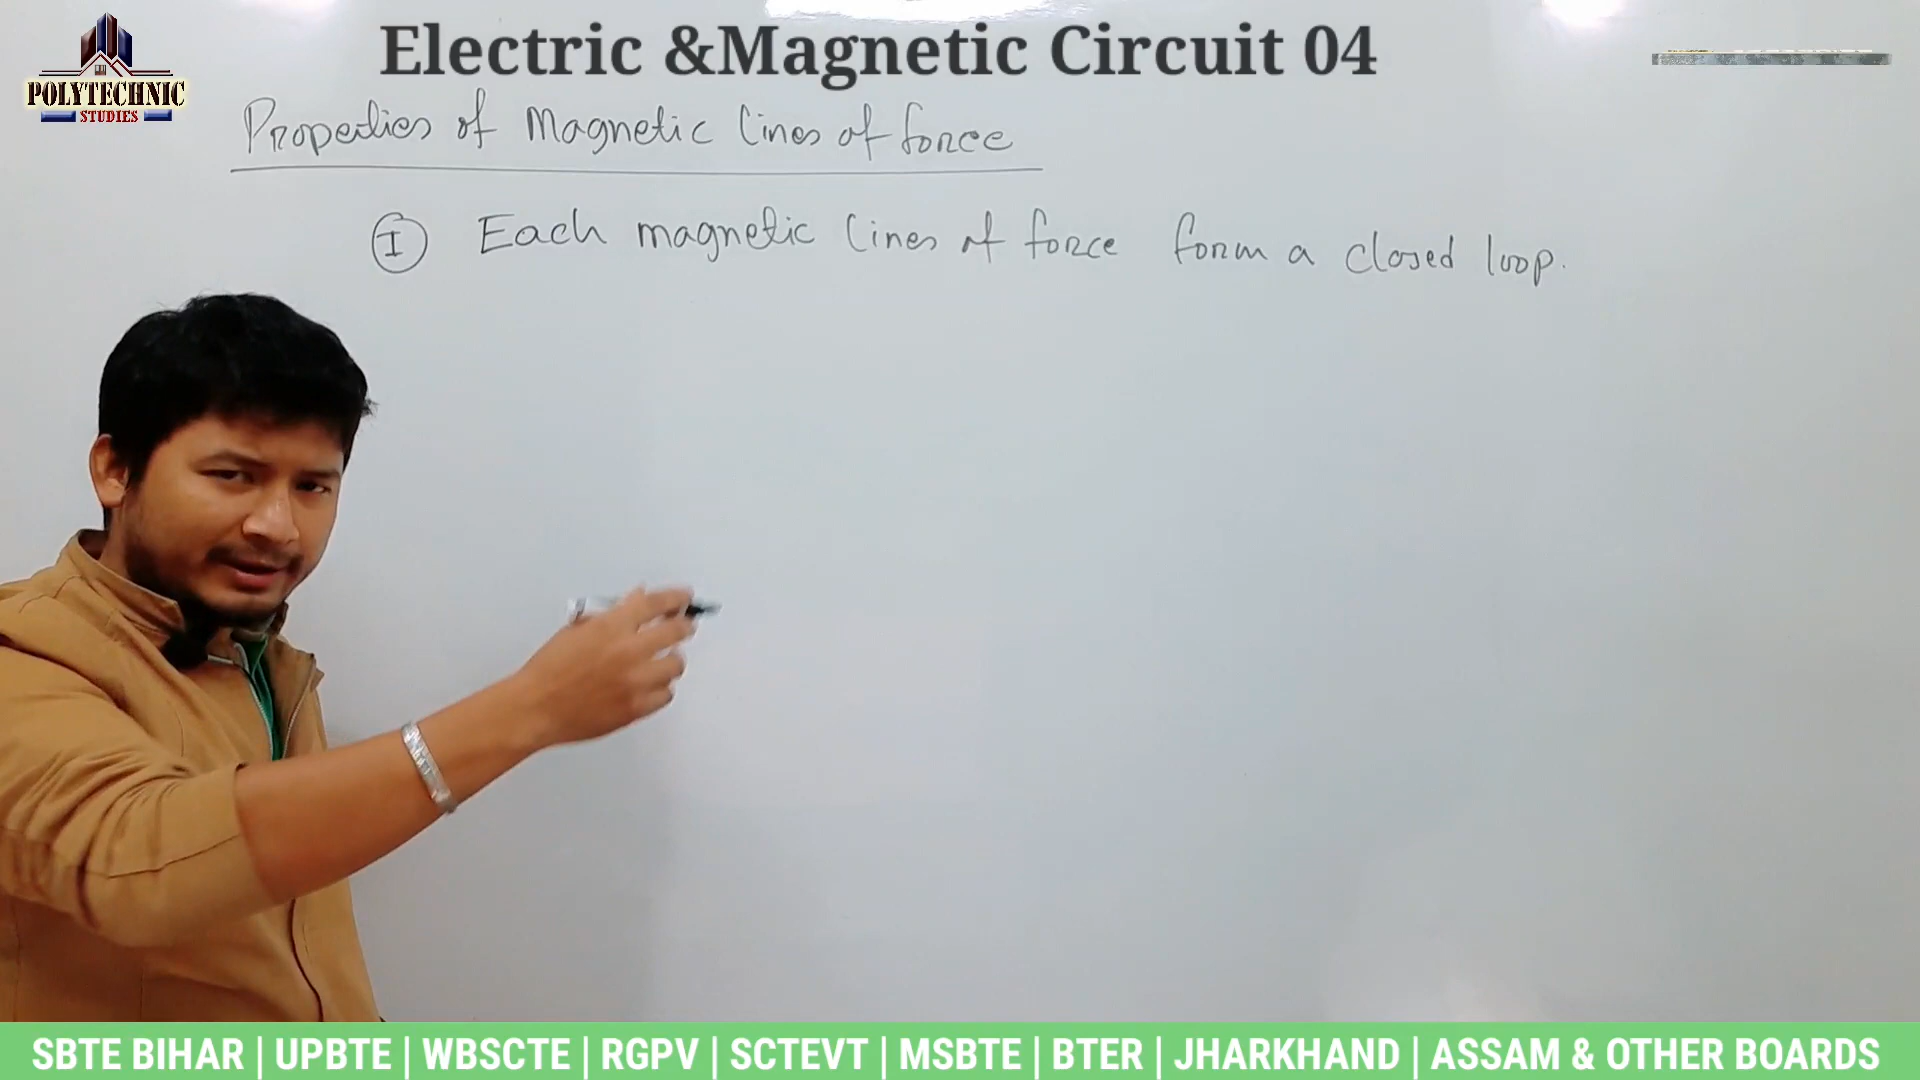 Electric &Magnetic Circuit 04
POLYTECHNIC
STUDIES
Properties of Magnetic lines of force
I Each magnetic lines of force form a closed loop.
SBTE BIHAR | UPBTE | WBSCTE | RGPV | SCTEVT | MSBTE | BTER | JHARKHAND | ASSAM & OTHER BOARDS